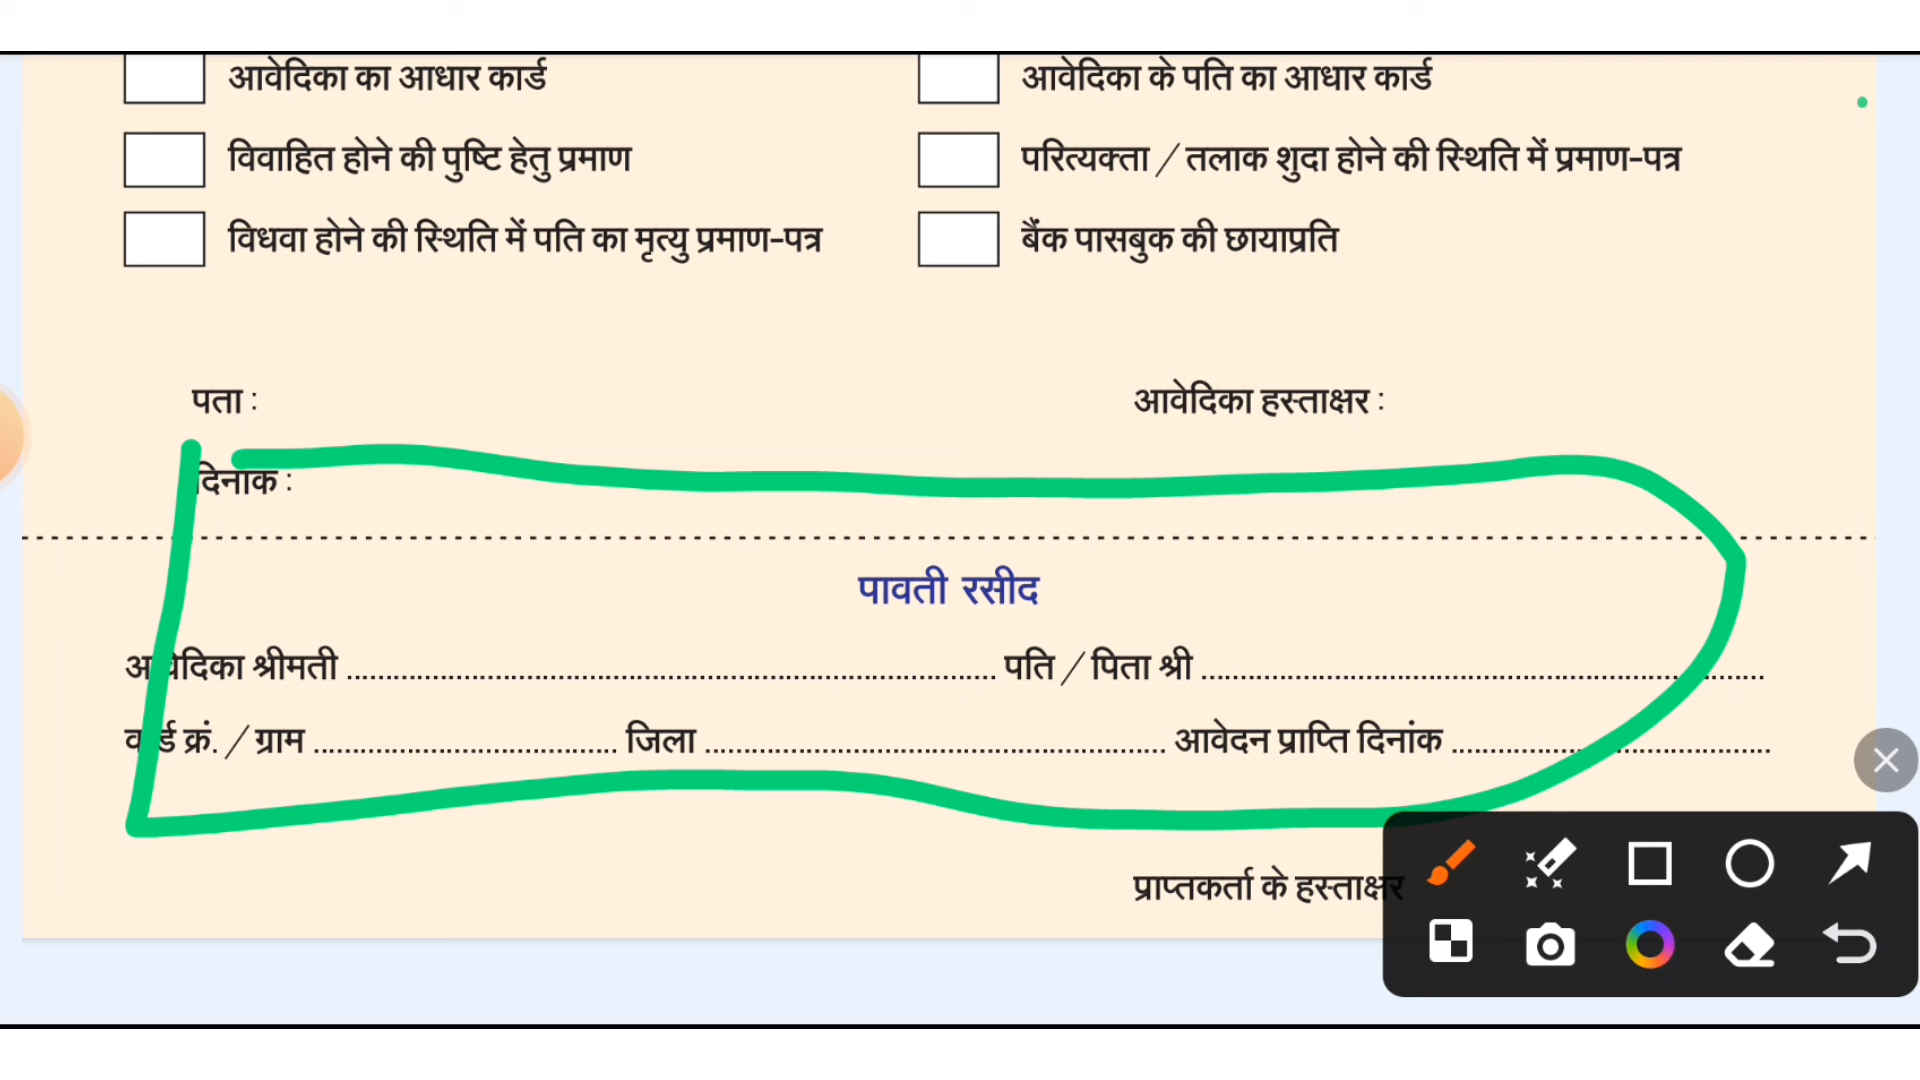 आवेदिका का आधार कार्ड
आवेदिका के पति का आधार कार्ड
विवाहित होने की पुष्टि हेतु प्रमाण
परित्यक्ता / तलाक शुदा होने की स्थिति में प्रमाण-पत्र
विधवा होने की स्थिति में पति का मृत्यु प्रमाण-पत्र
बैंक पासबुक की छायाप्रति
पता :
आवेदिका हस्ताक्षर :
दिनांक :
पावती रसीद
आवेदिका श्रीमती ........................ पति / पिता श्री ........................
वार्ड क्रं. / ग्राम ........................ जिला ........................ आवेदन प्राप्ति दिनांक ........................
प्राप्तकर्ता के हस्ताक्षर